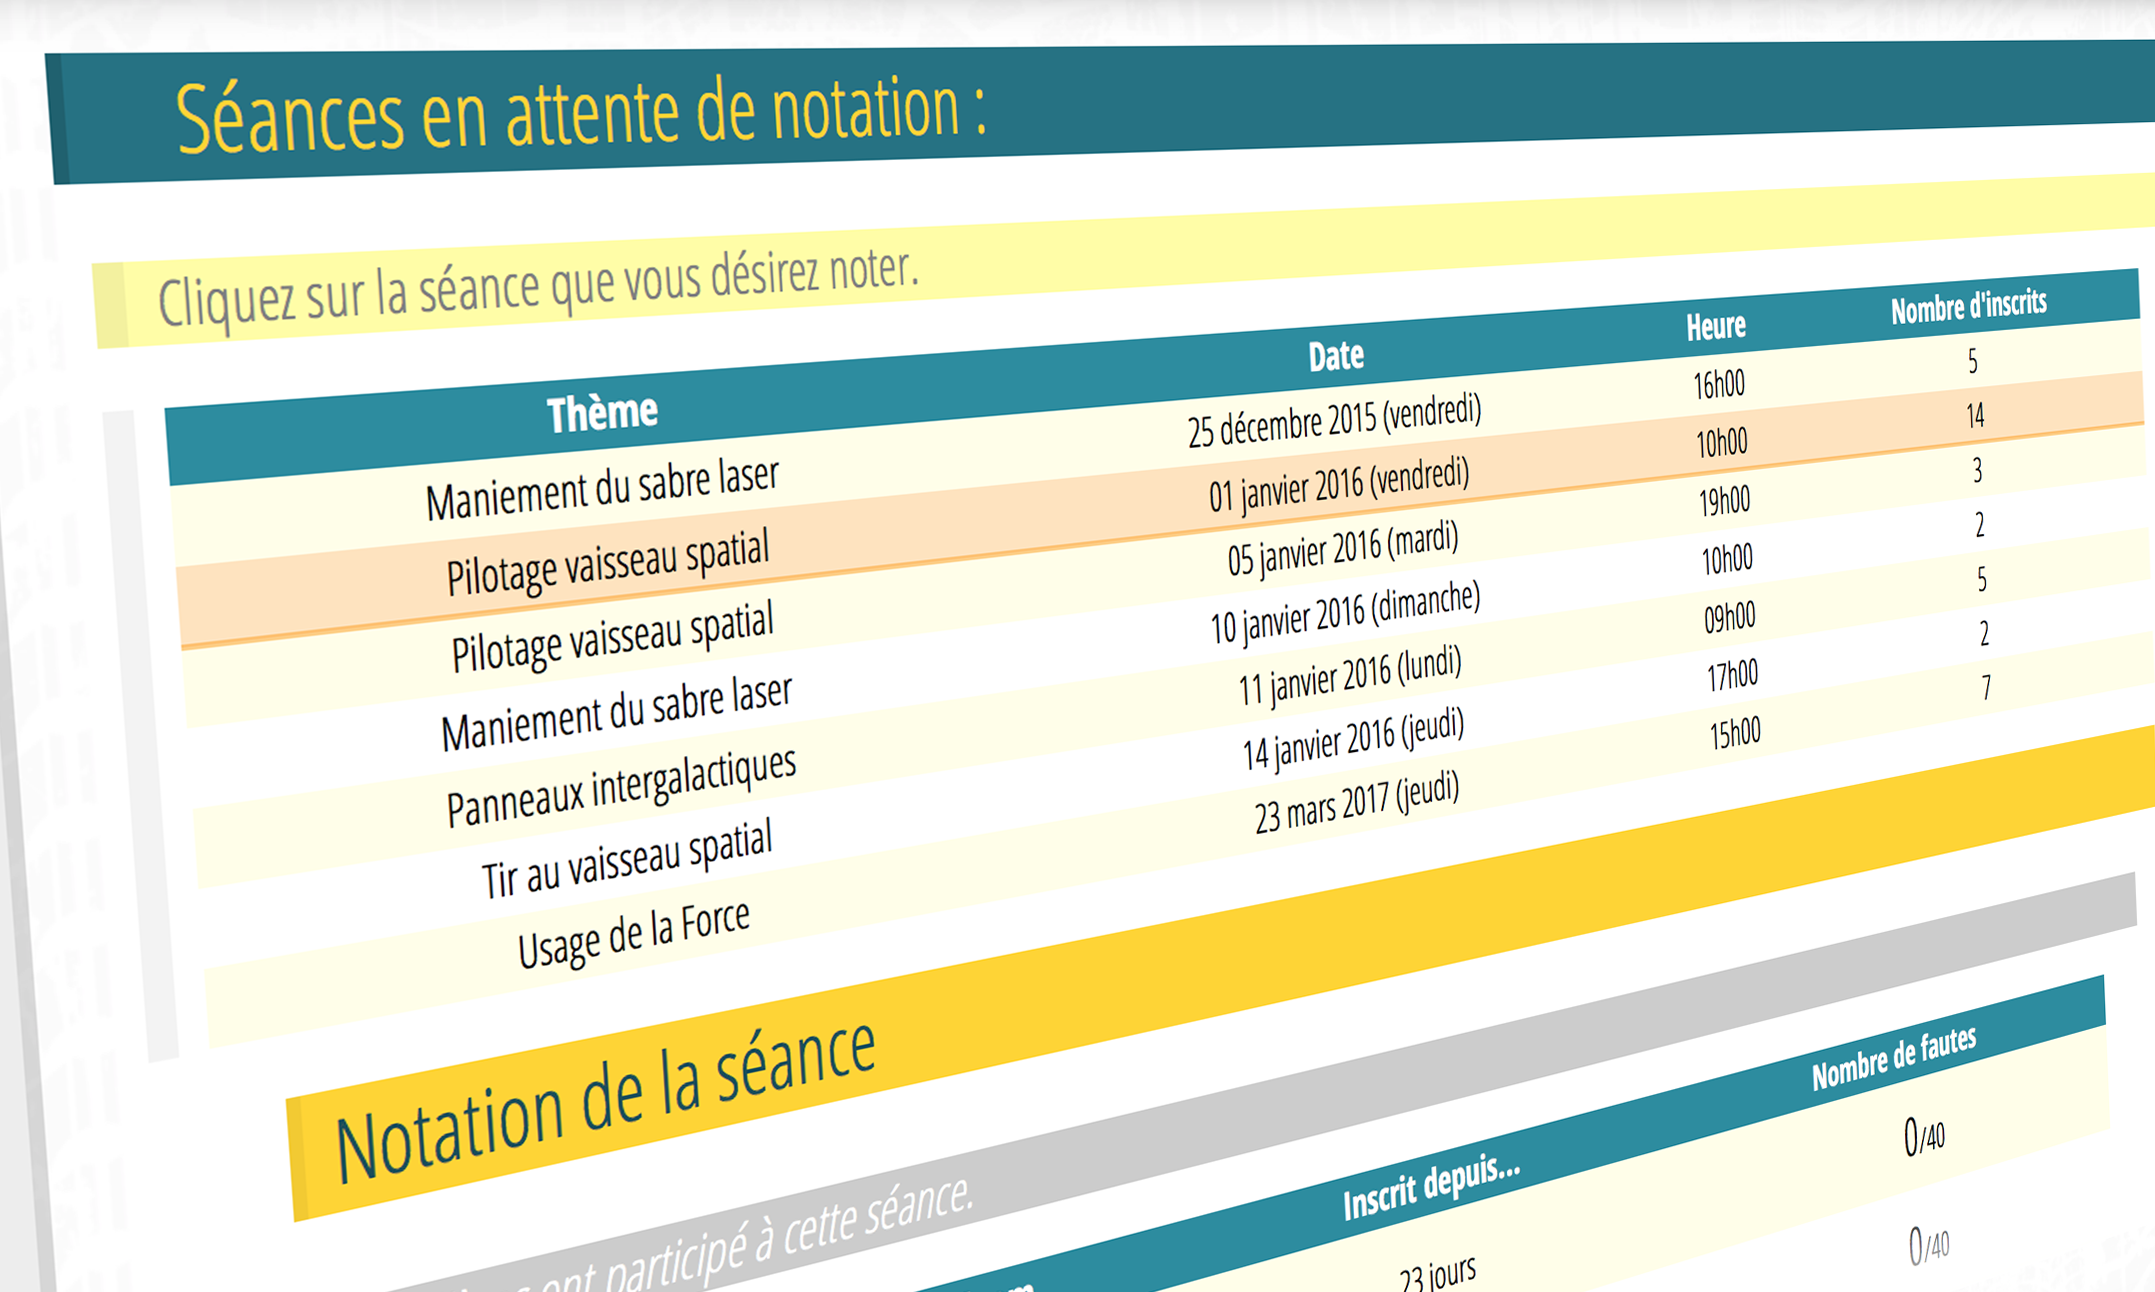 Séances en attente de notation :
Cliquez sur la séance que vous désirez noter.
Thème Date Heure Nombre d'inscrits
Maniement du sabre laser 25 décembre 2015 (vendredi) 16h00 5
Pilotage vaisseau spatial 01 janvier 2016 (vendredi) 10h00 14
Pilotage vaisseau spatial 05 janvier 2016 (mardi) 19h00 3
Maniement du sabre laser 10 janvier 2016 (dimanche) 10h00 2
Panneaux intergalactiques 11 janvier 2016 (lundi) 09h00 5
Tir au vaisseau spatial 14 janvier 2016 (jeudi) 17h00 2
Usage de la Force 23 mars 2017 (jeudi) 15h00 7
Notation de la séance
ont participé à cette séance.
Inscrit depuis... Nombre de fautes
23 jours 0/40
0/40